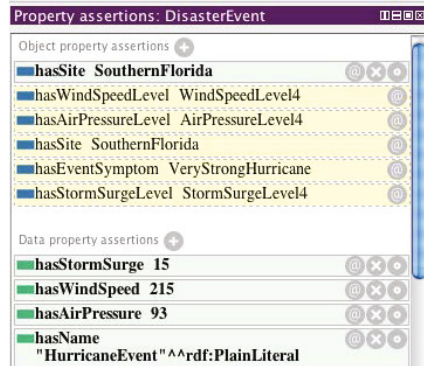 Property assertions: DisasterEvent
Object property assertions
hasSite SouthernFlorida
hasWindSpeedLevel WindSpeedLevel4
hasAirPressureLevel AirPressureLevel4
hasSite SouthernFlorida
hasEventSymptom VeryStrongHurricane
hasStormSurgeLevel StormSurgeLevel4
Data property assertions
hasStormSurge 15
hasWindSpeed 215
hasAirPressure 93
hasName
"HurricaneEvent"^^rdf:PlainLiteral